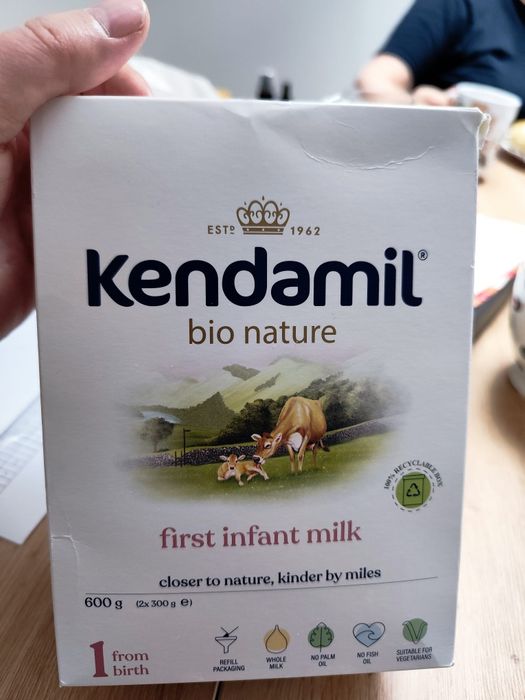 ESTD 1962
Kendamil®
bio nature
100% RECYCLABLE BOX
first infant milk
closer to nature, kinder by miles
600 g (2x 300 g ℮)
1 from
birth
REFILL
PACKAGING
WHOLE
MILK
NO PALM
OIL
NO FISH
OIL
SUITABLE FOR
VEGETARIANS